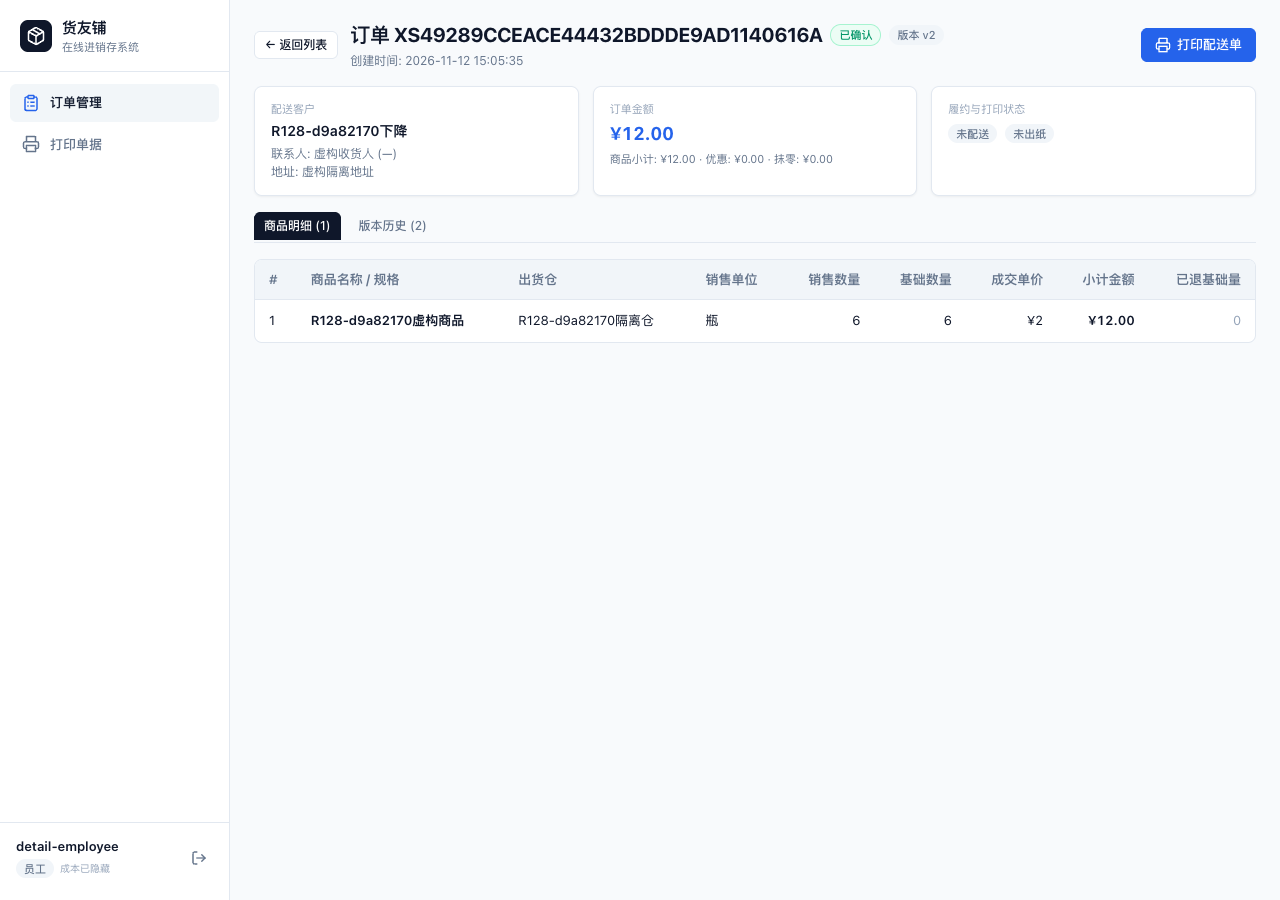 货友铺
在线进销存系统
订单管理
打印单据
detail-employee
员工 成本已隐藏
← 返回列表
订单 XS49289CCEACE44432BDDDE9AD1140616A 已确认 版本 v2
创建时间: 2026-11-12 15:05:35
打印配送单
配送客户
R128-d9a82170下降
联系人: 虚构收货人 (—)
地址: 虚构隔离地址
订单金额
¥12.00
商品小计: ¥12.00 · 优惠: ¥0.00 · 抹零: ¥0.00
履约与打印状态
未配送 未出纸
商品明细 (1) 版本历史 (2)
# 商品名称 / 规格 出货仓 销售单位 销售数量 基础数量 成交单价 小计金额 已退基础量
1 R128-d9a82170虚构商品 R128-d9a82170隔离仓 瓶 6 6 ¥2 ¥12.00 0